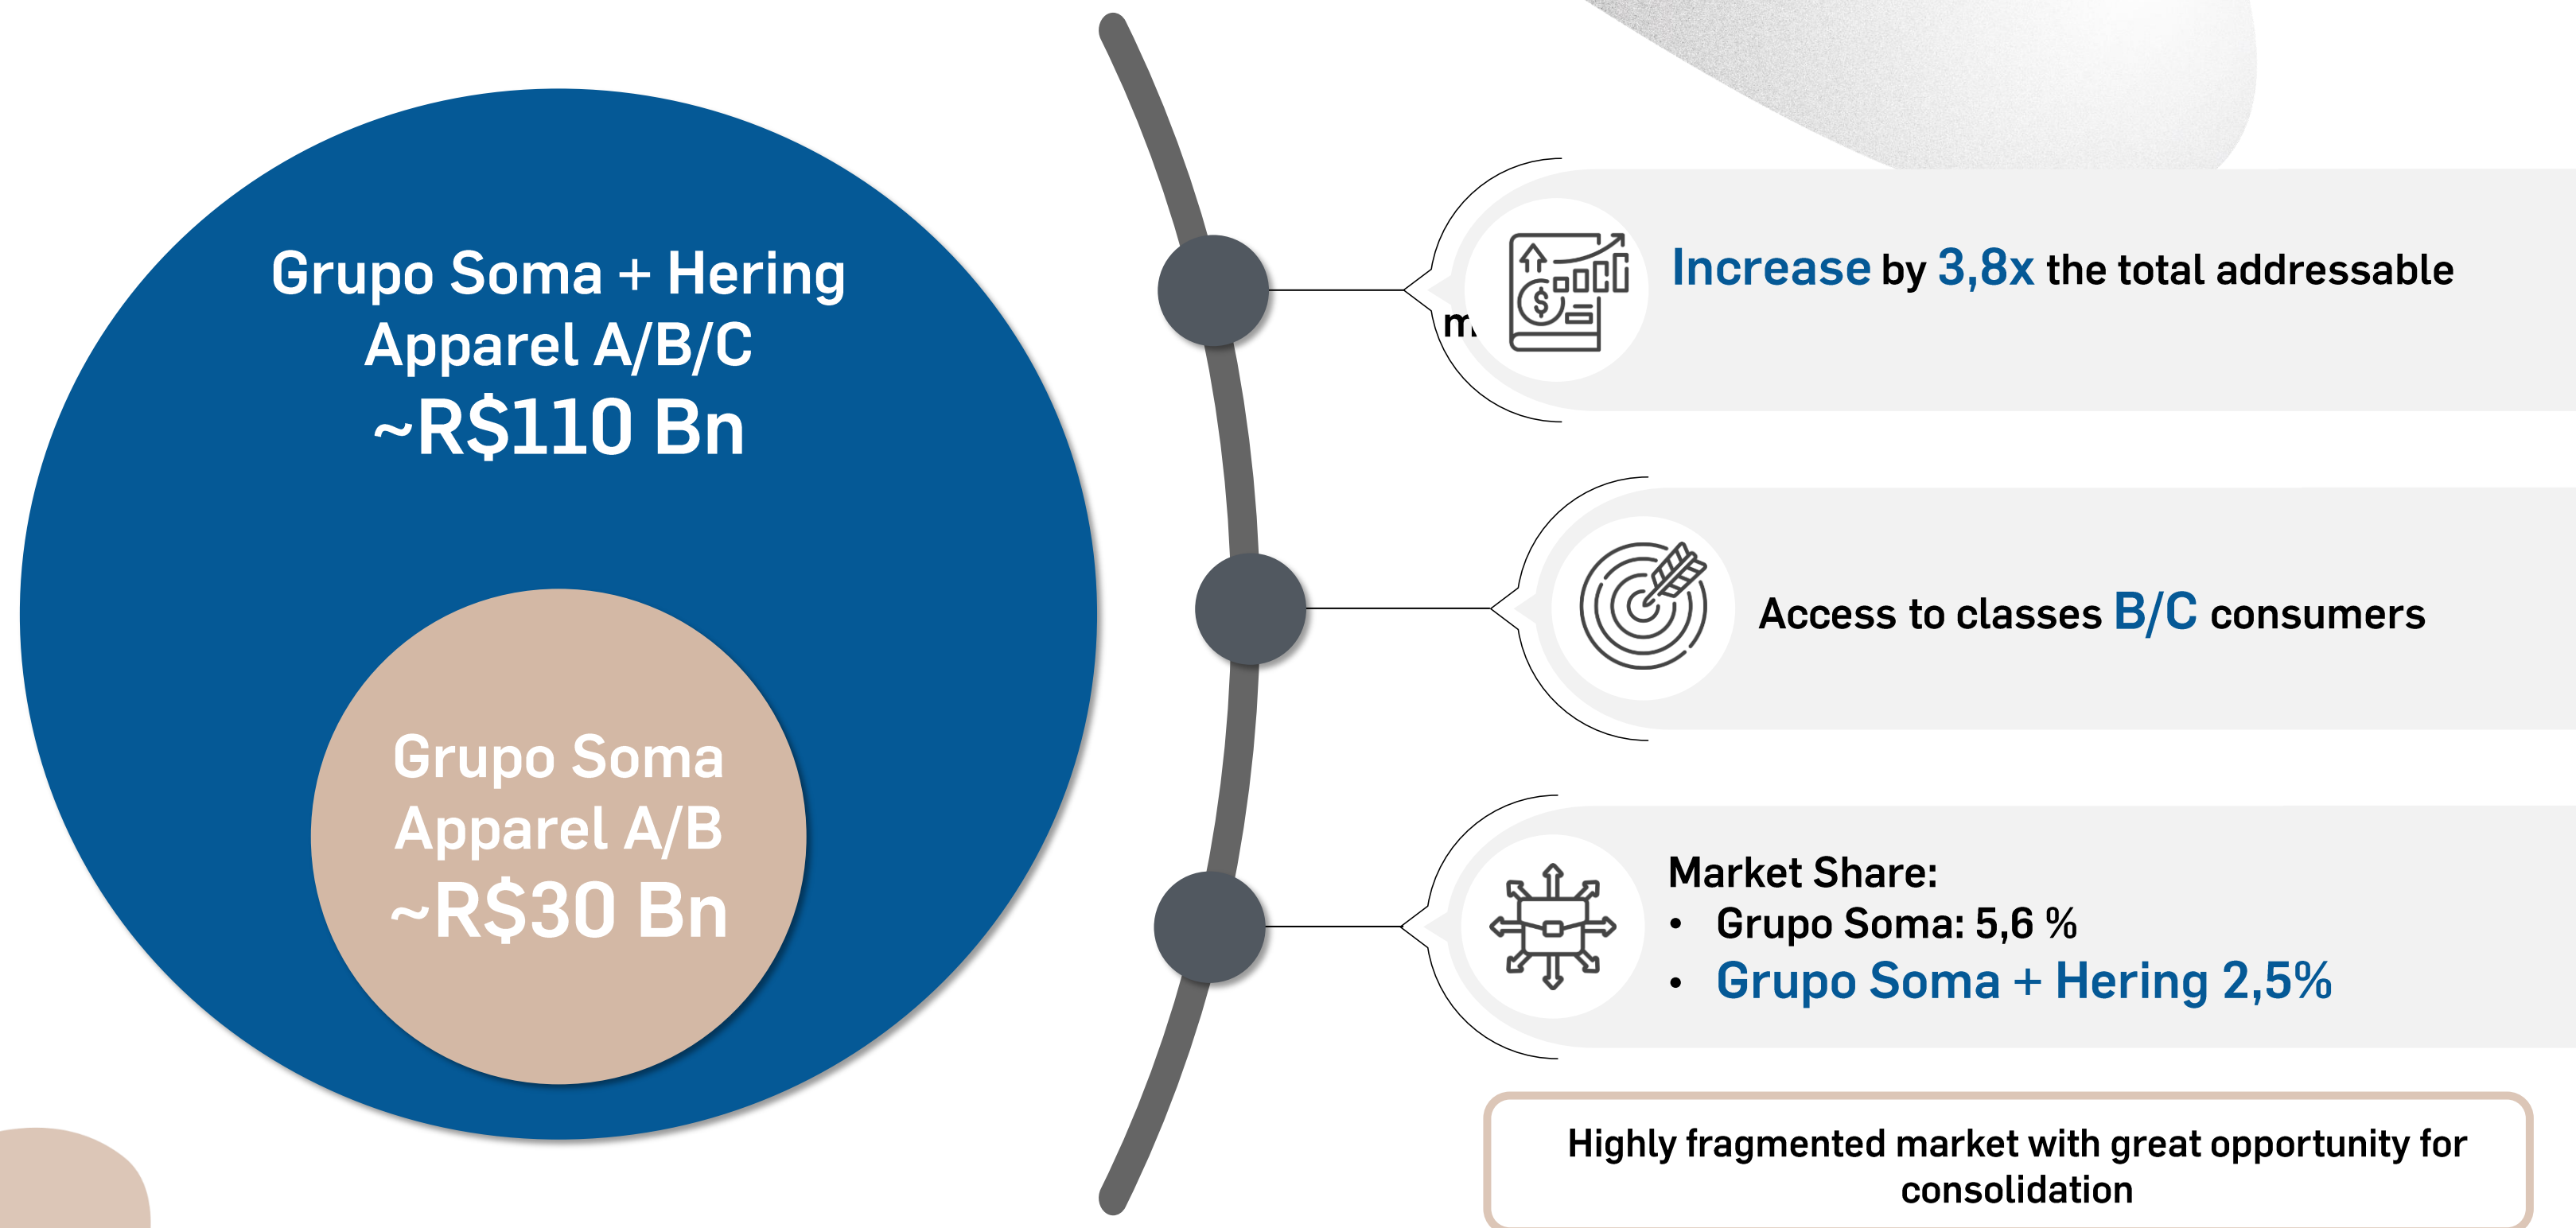 Grupo Soma + Hering
Apparel A/B/C
~R$110 Bn
Grupo Soma
Apparel A/B
~R$30 Bn
Increase by 3,8x the total addressable
Access to classes B/C consumers
Market Share:
• Grupo Soma: 5,6 %
• Grupo Soma + Hering 2,5%
Highly fragmented market with great opportunity for
consolidation